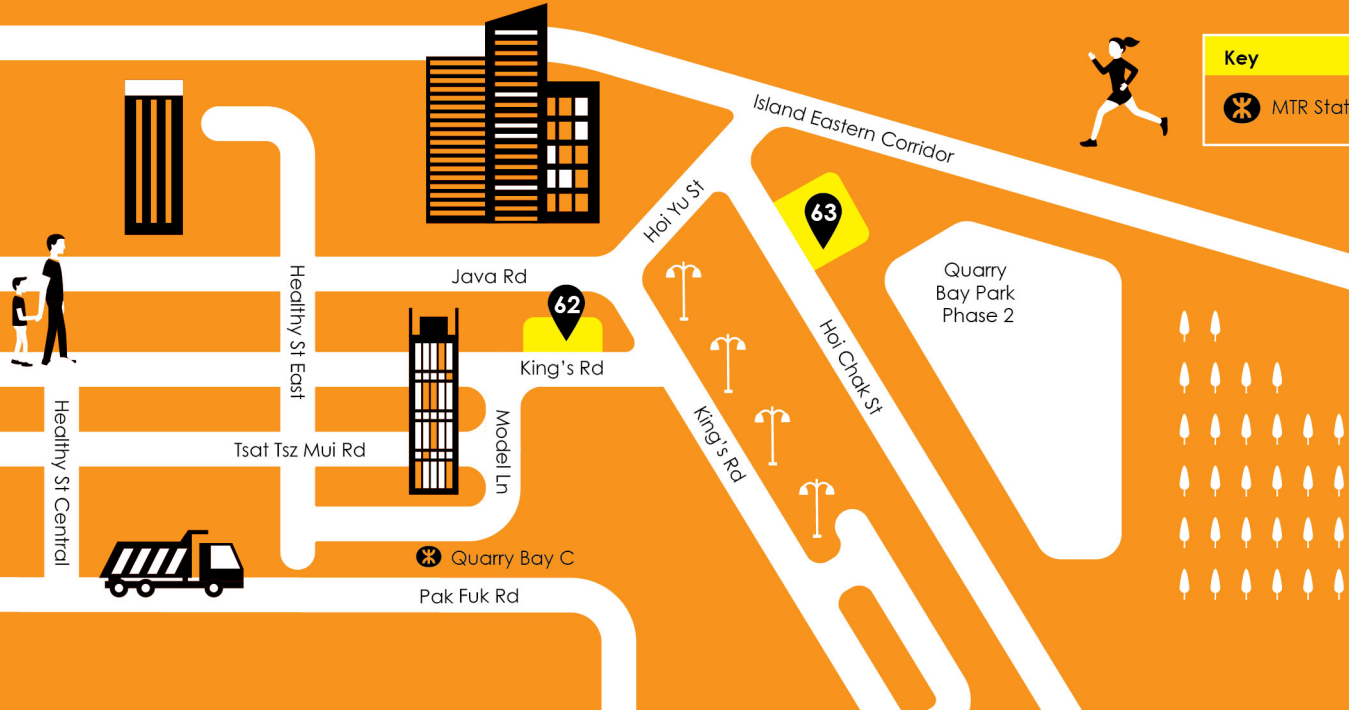 Key
MTR Stat
Island Eastern Corridor
Hoi Yu St
63
Java Rd
62
Quarry
Bay Park
Phase 2
Healthy St East
King's Rd
Hoi Chak St
Healthy St Central
Model Ln
King's Rd
Tsat Tsz Mui Rd
Quarry Bay C
Pak Fuk Rd